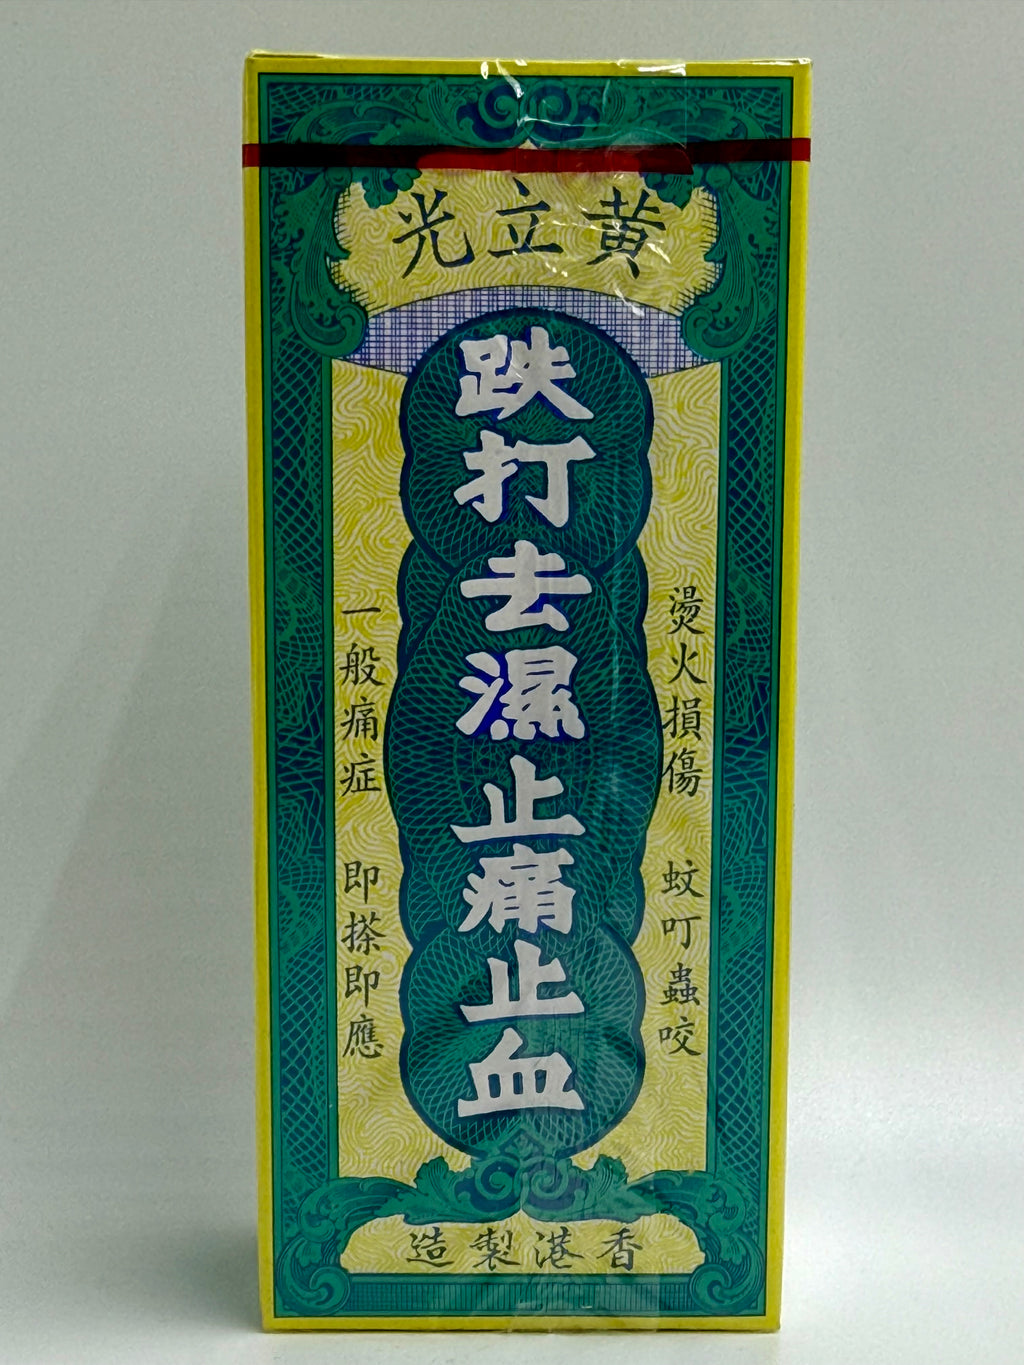 黄立光
跌打去濕止痛止血
燙火損傷 蚊叮蟲咬
一般痛症 即搽即應
香港製造